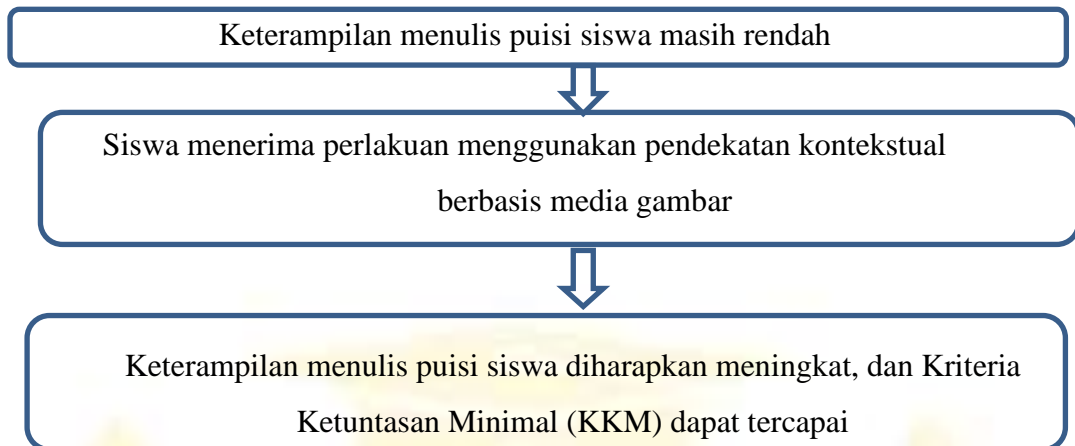 Keterampilan menulis puisi siswa masih rendah
Siswa menerima perlakuan menggunakan pendekatan kontekstual
berbasis media gambar
Keterampilan menulis puisi siswa diharapkan meningkat, dan Kriteria
Ketuntasan Minimal (KKM) dapat tercapai